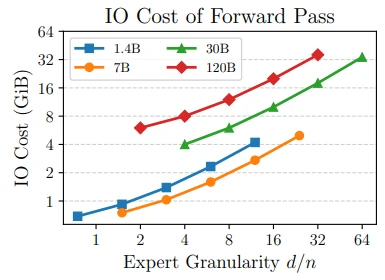 IO Cost of Forward Pass
IO Cost (GiB)
64
32
16
8
4
2
1
1.4B
7B
30B
120B
1 2 4 8 16 32 64
Expert Granularity d/n